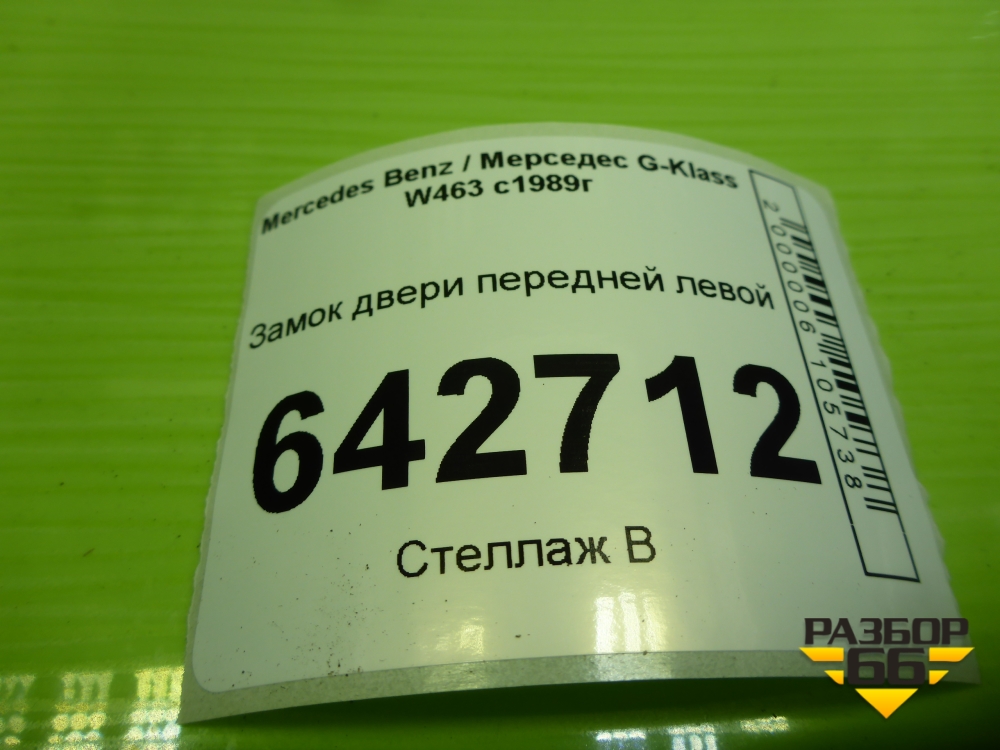 Mercedes Benz / Мерседес G-Klass
W463 с1989г
Замок двери передней левой
642712
Стеллаж В
2000006105738
РАЗБОР
66